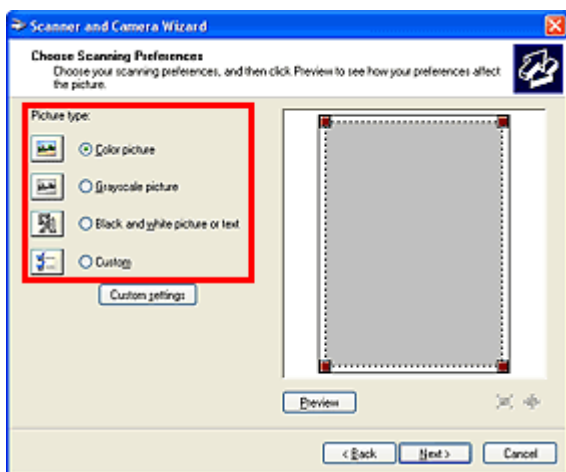 Scanner and Camera Wizard
Choose Scanning Preferences
Choose your scanning preferences, and then click Preview to see how your preferences affect
the picture.
Picture type:
Color picture
Grayscale picture
Black and white picture or text
Custom
Custom settings
Preview
< Back
Next >
Cancel